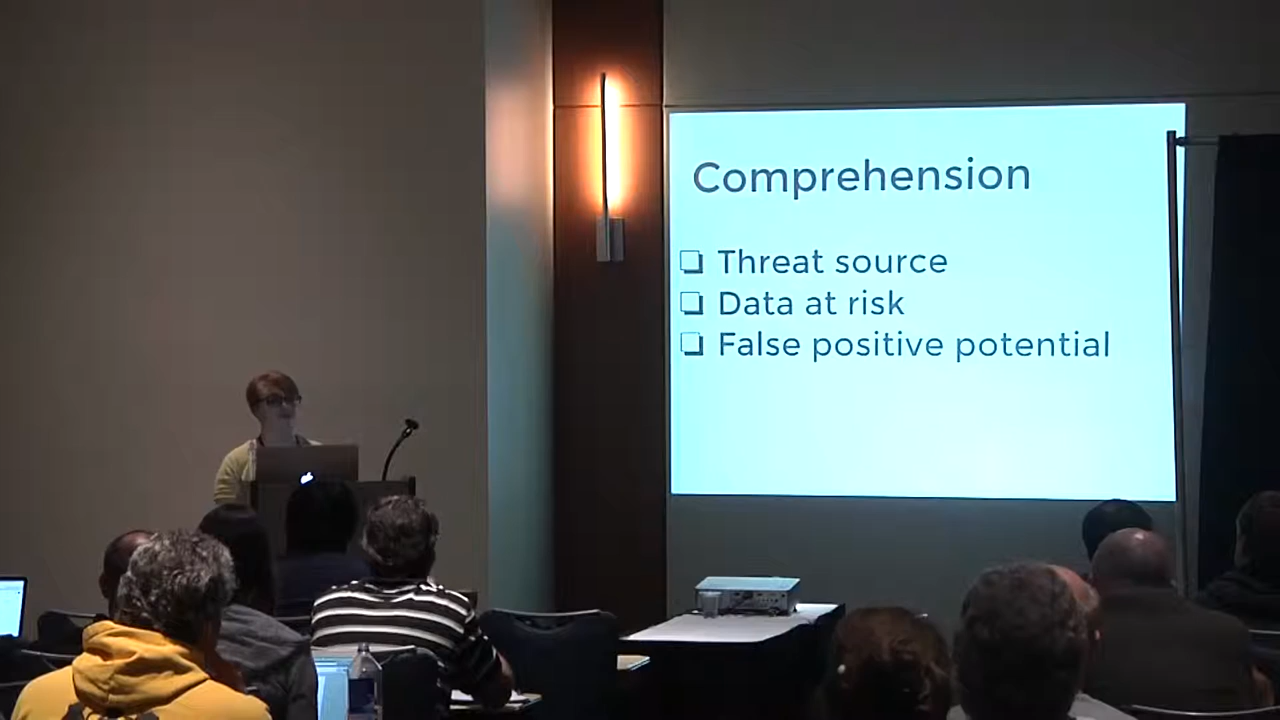 Comprehension
❏ Threat source
❏ Data at risk
❏ False positive potential